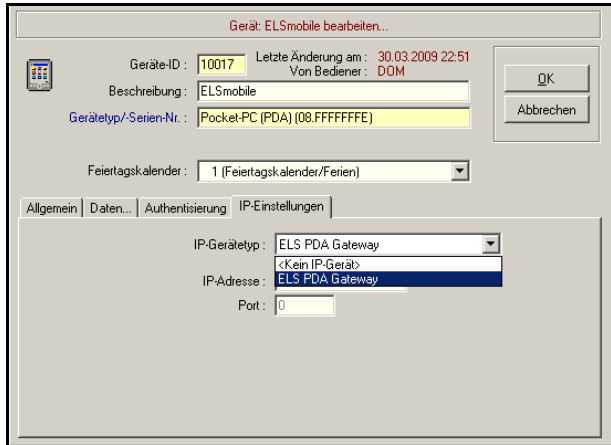 Gerät: ELSmobile bearbeiten...
Geräte-ID : 10017 Letzte Änderung am : 30.03.2009 22:51
Von Bediener : DOM
Beschreibung : ELSmobile
Gerätetyp/-Serien-Nr. : Pocket-PC (PDA) (08.FFFFFFFE)
OK
Abbrechen
Feiertagskalender : 1 (Feiertagskalender/Ferien)
Allgemein Daten... Authentisierung IP-Einstellungen
IP-Gerätetyp : ELS PDA Gateway
<Kein IP-Gerät>
ELS PDA Gateway
IP-Adresse :
Port : 0